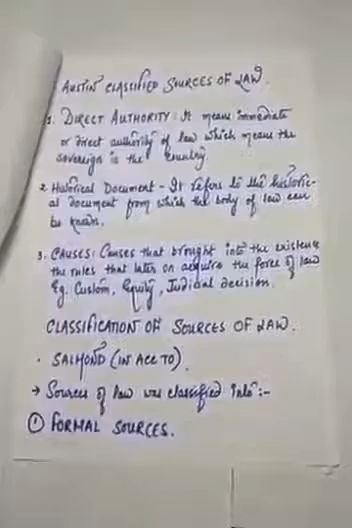 AUSTIN CLASSIFIED SOURCES OF LAW.
1. DIRECT AUTHORITY: It means immediate
or direct authority of law which means the
sovereign is the country.
2. Historical Document - It refers to the historic-
al document from which the body of law can
be known.
3. CAUSES: Causes that brought into the existence
the rules that later on acquire the force of law
Eg. Custom, Equity, Judicial decision.
CLASSIFICATION OF SOURCES OF LAW.
• SALMOND (IN ACC TO).
→ Sources of law was classified into:-
① FORMAL SOURCES.